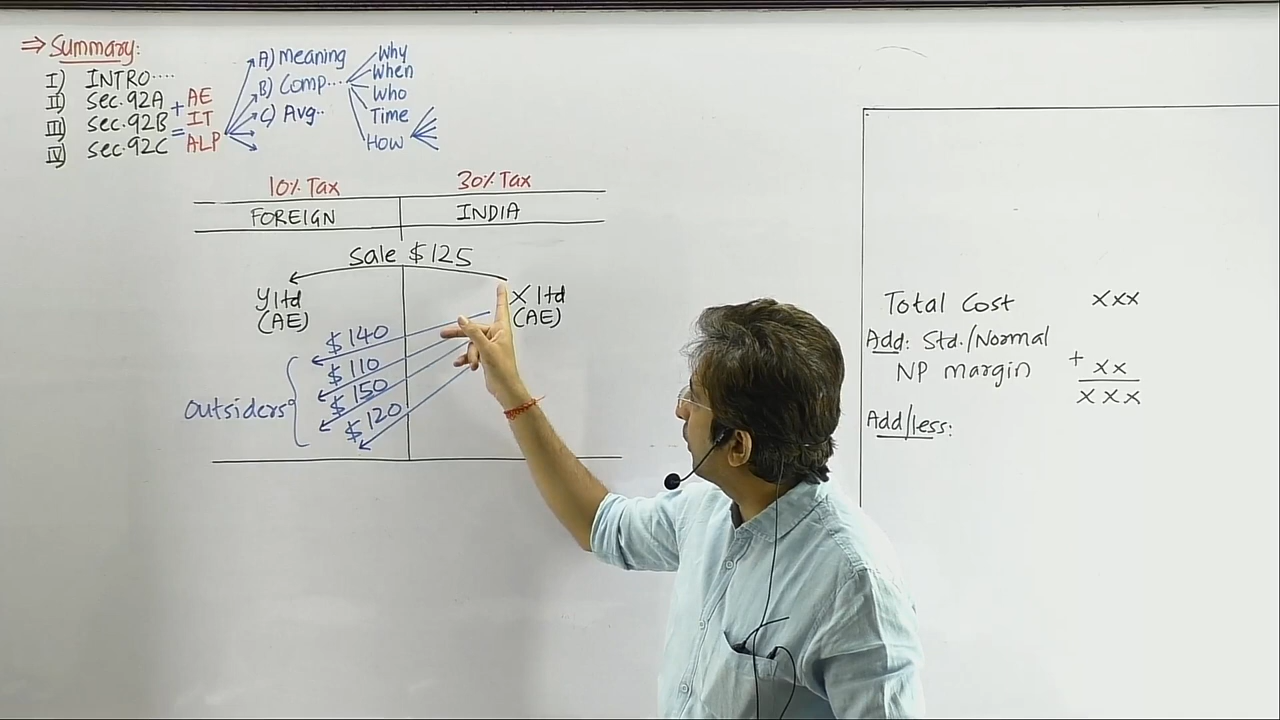 ⇒ Summary:
I) INTRO....
II) sec.92A + AE
III) sec.92B = IT
IV) sec.92C ALP
A) Meaning
B) Comp...
C) Avg..
Why
When
Who
Time
How
10% Tax 30% Tax
FOREIGN INDIA
Sale $125
Y ltd X ltd
(AE) (AE)
$140
$110
$150
$120
Outsiders
Total Cost XXX
Add: Std./Normal
NP margin + XX
XXX
Add/less: